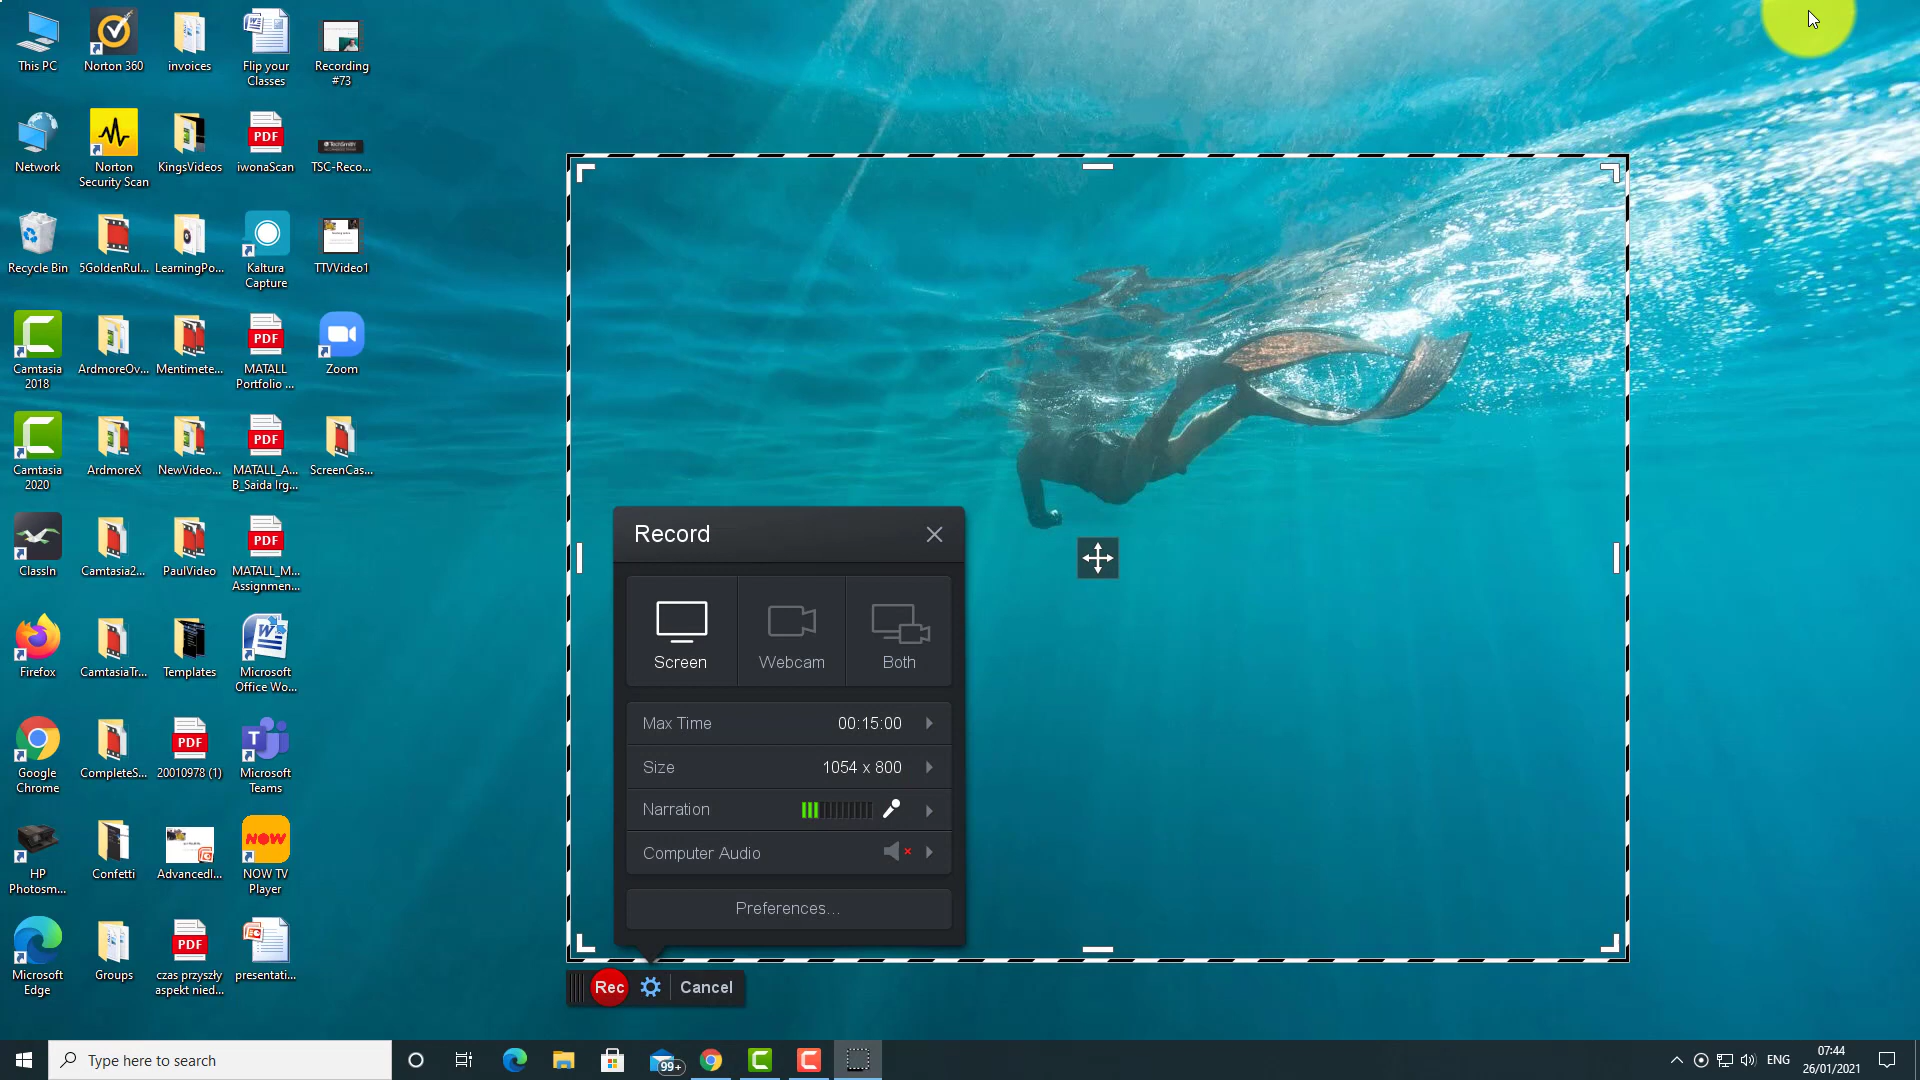 This PC
Norton 360
invoices
Flip your
Classes
Recording
#73
Network
Norton
Security Scan
KingsVideos
PDF
iwonaScan
TechSmith
TSC-Reco...
Recycle Bin
5GoldenRul...
LearningPo...
Kaltura
Capture
TTVVideo1
Camtasia
2018
ArdmoreOv...
Mentimete...
PDF
MATALL
Portfolio ...
Zoom
Camtasia
2020
ArdmoreX
NewVideo...
PDF
MATALL_A...
B_Saida Irg...
ScreenCas...
ClassIn
Camtasia2...
PaulVideo
PDF
MATALL_M...
Assignmen...
Firefox
CamtasiaTr...
Templates
Microsoft
Office Wo...
Google
Chrome
CompleteS...
PDF
20010978 (1)
Microsoft
Teams
HP
Photosm...
Confetti
AdvancedI...
NOW
NOW TV
Player
Microsoft
Edge
Groups
PDF
czas przyszły
aspekt nied...
presentati...
Record
Screen
Webcam
Both
Max Time 00:15:00
Size 1054 x 800
Narration
Computer Audio
Preferences...
Rec Cancel
Type here to search
99+
ENG
07:44
26/01/2021